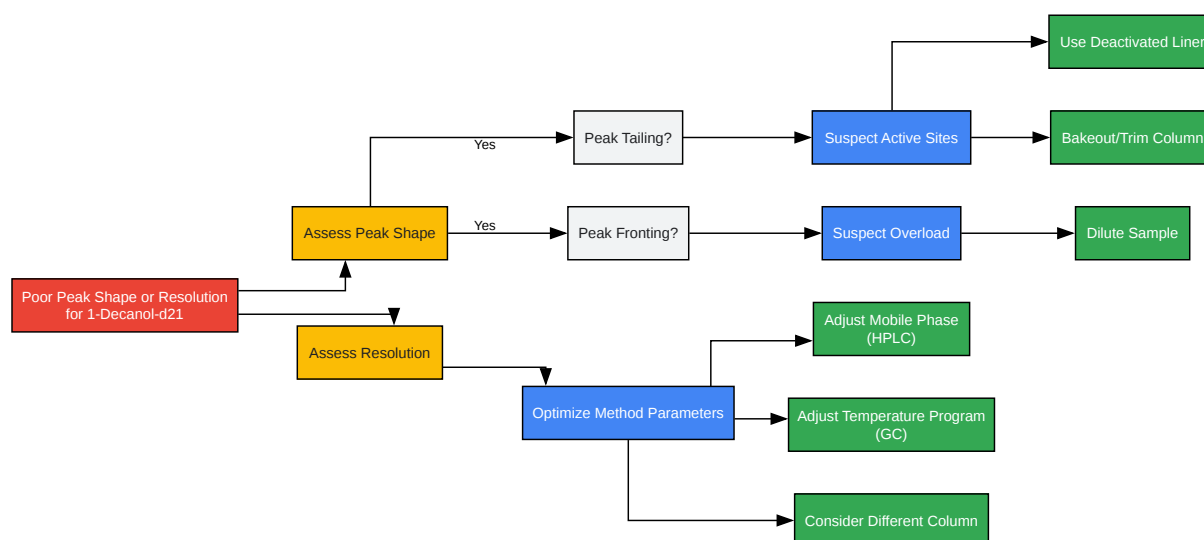 Use Deactivated Liner
Yes
Peak Tailing?
Suspect Active Sites
Bakeout/Trim Column
Assess Peak Shape
Yes
Peak Fronting?
Suspect Overload
Dilute Sample
Poor Peak Shape or Resolution
for 1-Decanol-d21
Assess Resolution
Adjust Mobile Phase
(HPLC)
Optimize Method Parameters
Adjust Temperature Program
(GC)
Consider Different Column